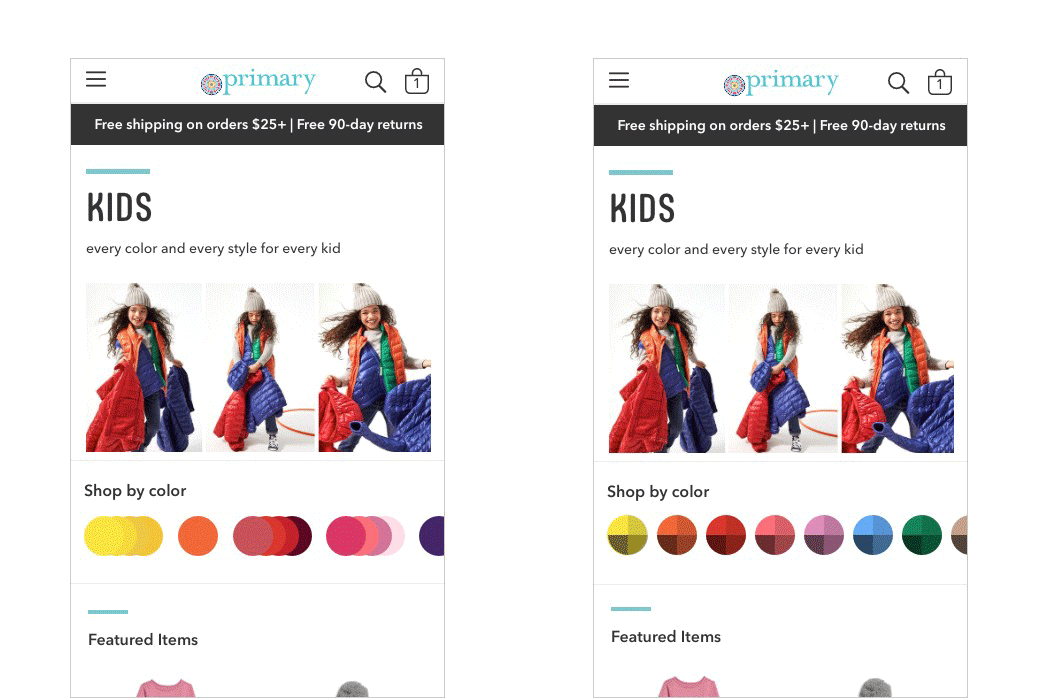 primary
1
Free shipping on orders $25+ | Free 90-day returns
KIDS
every color and every style for every kid
Shop by color
Featured Items
primary
1
Free shipping on orders $25+ | Free 90-day returns
KIDS
every color and every style for every kid
Shop by color
Featured Items